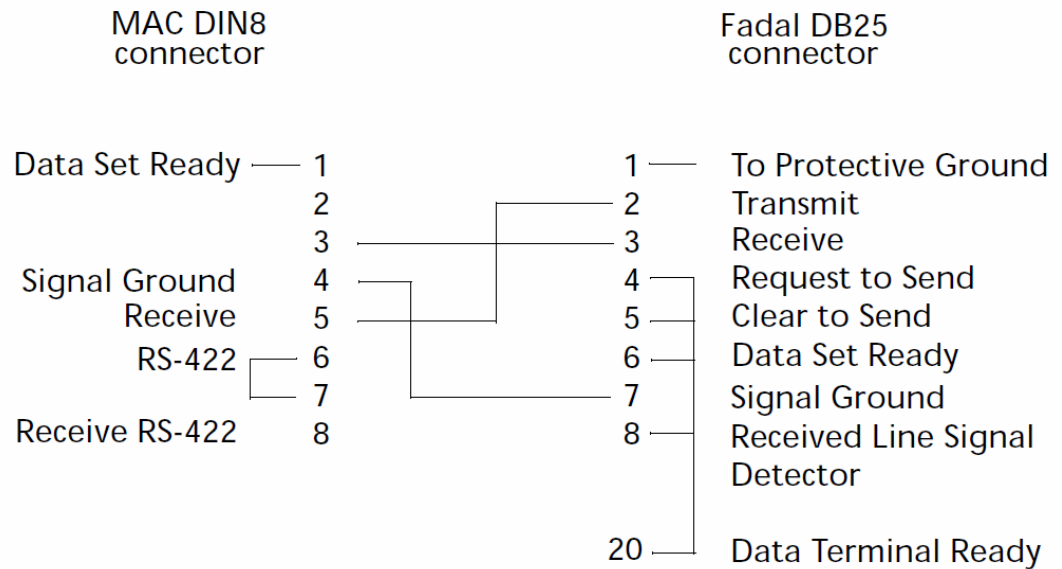 MAC DIN8
connector
Fadal DB25
connector
Data Set Ready 1
1 To Protective Ground
2
2 Transmit
3
3 Receive
Signal Ground 4
4 Request to Send
Receive 5
5 Clear to Send
RS-422 6
6 Data Set Ready
7
7 Signal Ground
Receive RS-422 8
8 Received Line Signal
Detector
20 Data Terminal Ready